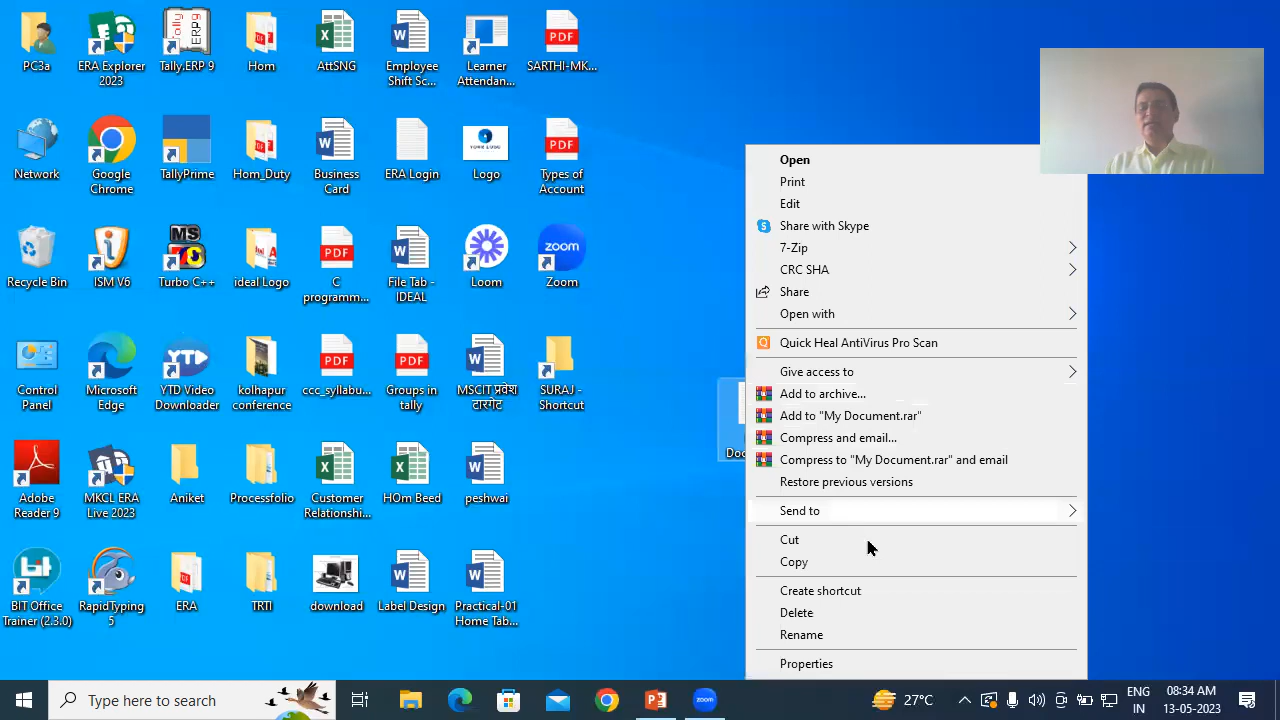 PC3a
ERA Explorer
2023
Tally.ERP 9
Hom
AttSNG
Employee
Shift Sc...
Learner
Attendan...
SARTHI-MK...
Network
Google
Chrome
TallyPrime
Hom_Duty
Business
Card
ERA Login
Logo
Types of
Account
Recycle Bin
ISM V6
Turbo C++
ideal Logo
C
programm...
File Tab -
IDEAL
Loom
Zoom
Control
Panel
Microsoft
Edge
YTD Video
Downloader
kolhapur
conference
ccc_syllabu...
Groups in
tally
MSCIT प्रवेश
टारगेट
SURAJ -
Shortcut
Adobe
Reader 9
MKCL ERA
Live 2023
Aniket
Processfolio
Customer
Relationshi...
HOm Beed
peshwai
BIT Office
Trainer (2.3.0)
RapidTyping
5
ERA
TRTI
download
Label Design
Practical-01
Home Tab...
Open
Print
Edit
Share with Skype
7-Zip
CRC SHA
Share
Open with
Quick Heal AntiVirus Pro Scan
Give access to
Add to archive...
Add to "My Document.rar"
Compress and email...
Compress to "My Document.rar" and email
Restore previous versions
Send to
Cut
Copy
Create shortcut
Delete
Rename
Properties
Type here to search
27°C
ENG
IN
08:34 AM
13-05-2023